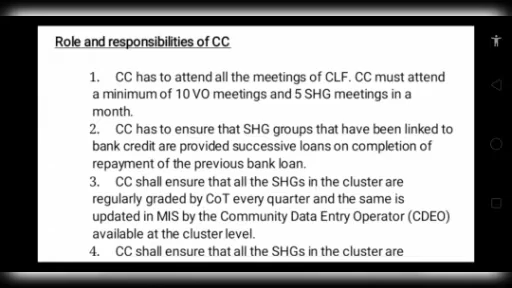 Role and responsibilities of CC
1. CC has to attend all the meetings of CLF. CC must attend
a minimum of 10 VO meetings and 5 SHG meetings in a
month.
2. CC has to ensure that SHG groups that have been linked to
bank credit are provided successive loans on completion of
repayment of the previous bank loan.
3. CC shall ensure that all the SHGs in the cluster are
regularly graded by CoT every quarter and the same is
updated in MIS by the Community Data Entry Operator (CDEO)
available at the cluster level.
4. CC shall ensure that all the SHGs in the cluster are